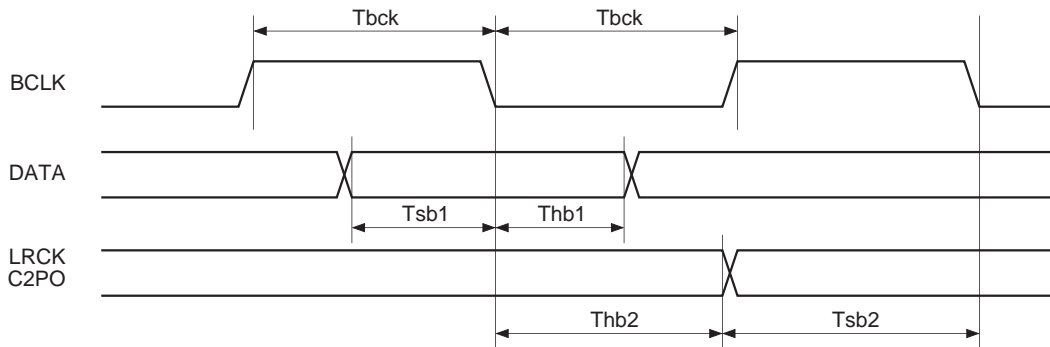 Tbck
Tbck
BCLK
DATA
Tsb1
Thb1
LRCK
C2PO
Thb2
Tsb2